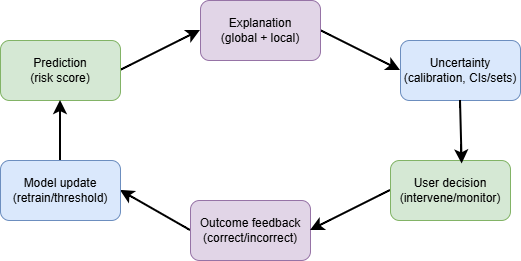 Explanation
(global + local)
Prediction
(risk score)
Uncertainty
(calibration, CIs/sets)
Model update
(retrain/threshold)
User decision
(intervene/monitor)
Outcome feedback
(correct/incorrect)